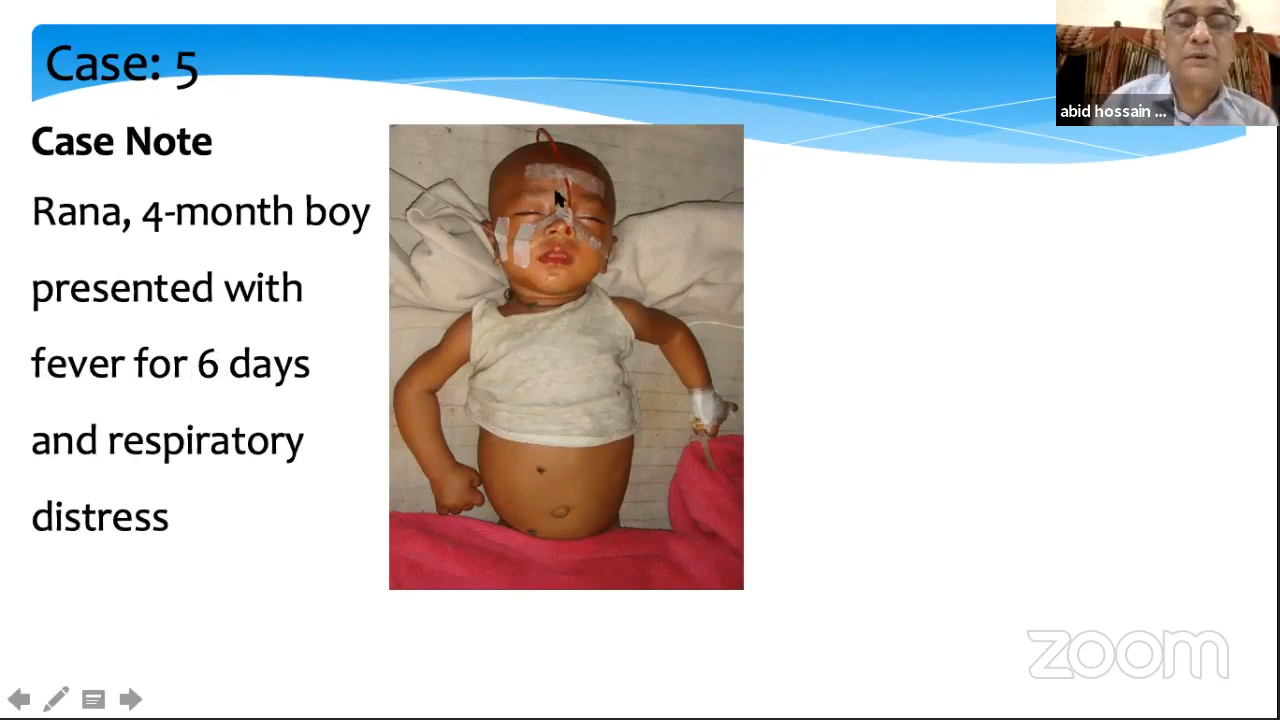 Case: 5
abid hossain ...
Case Note
Rana, 4-month boy
presented with
fever for 6 days
and respiratory
distress
zoom